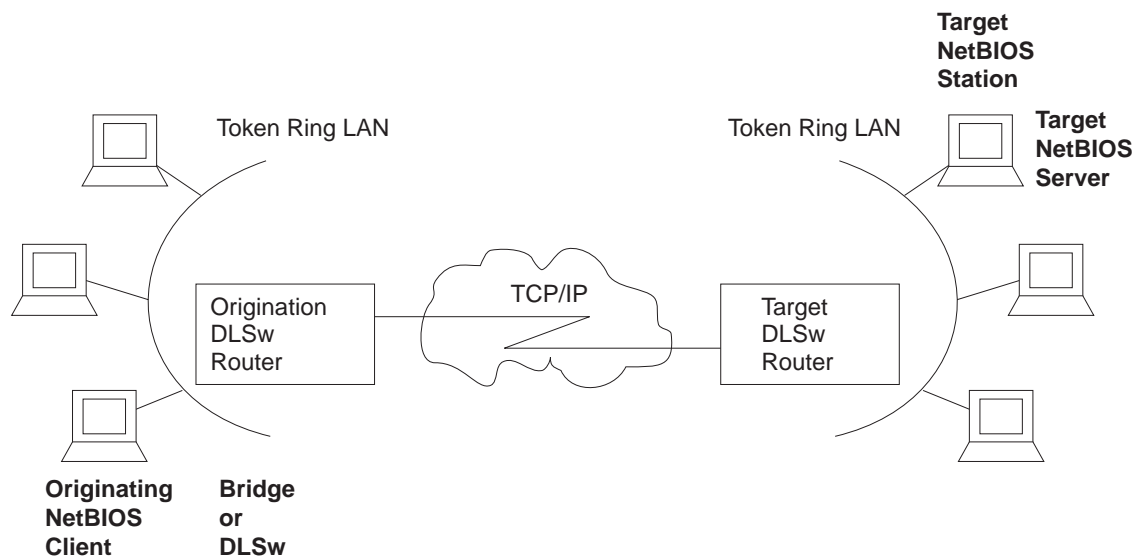 Target
NetBIOS
Station
Token Ring LAN
Token Ring LAN
Target
NetBIOS
Server
Origination
DLSw
Router
TCP/IP
Target
DLSw
Router
Originating
NetBIOS
Client
Bridge
or
DLSw